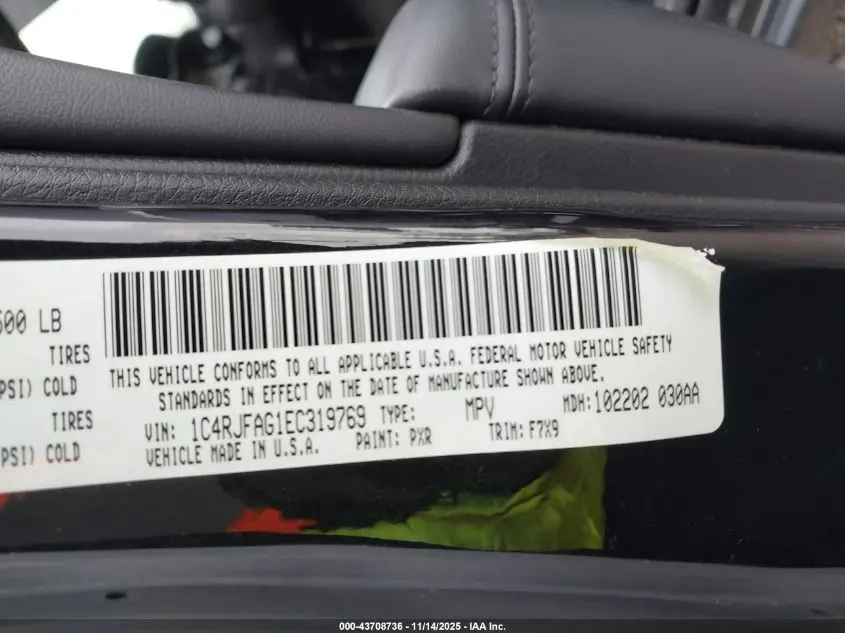 500 LB
TIRES
PSI) COLD
TIRES
PSI) COLD
THIS VEHICLE CONFORMS TO ALL APPLICABLE U.S.A. FEDERAL MOTOR VEHICLE SAFETY
STANDARDS IN EFFECT ON THE DATE OF MANUFACTURE SHOWN ABOVE.
VIN: 1C4RJFAG1EC319769 TYPE: MPV MDH: 102202 030AA
VEHICLE MADE IN U.S.A. PAINT: PXR TRIM: F7X9
000-43708736 - 11/14/2025 - IAA Inc.